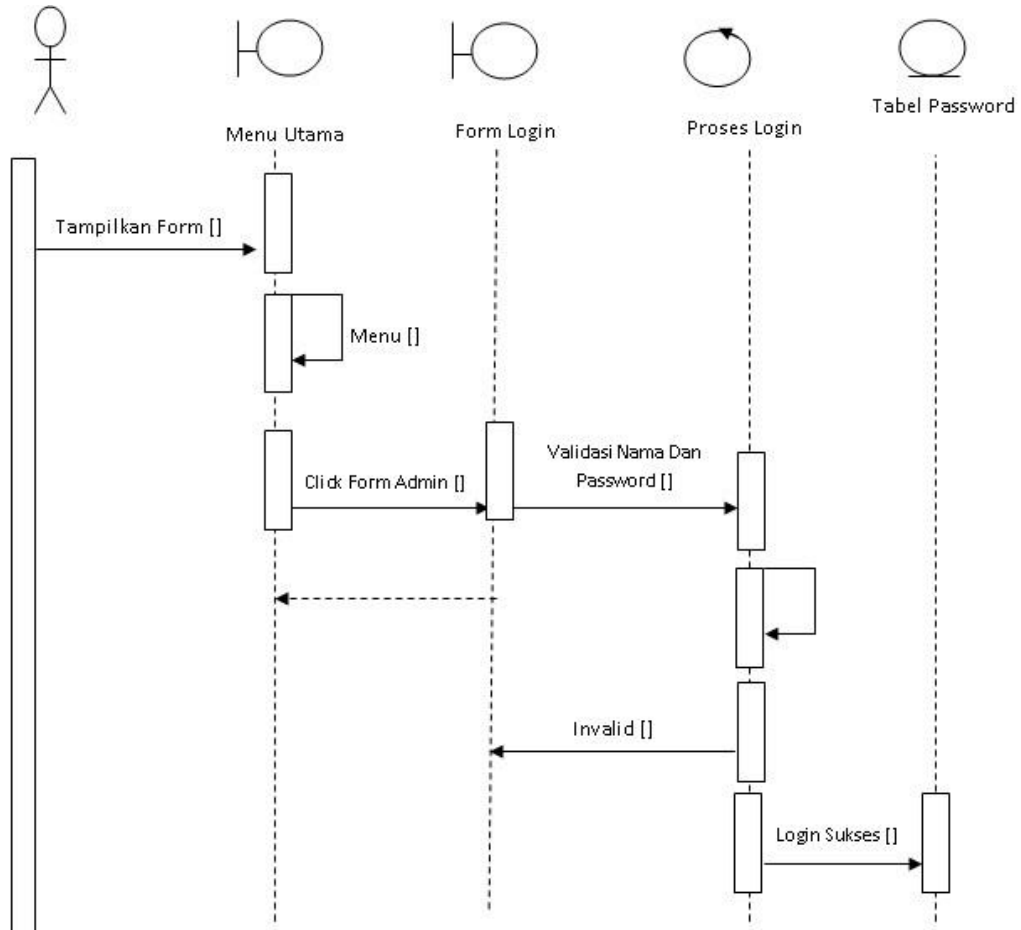 Tabel Password
Menu Utama
Form Login
Proses Login
Tampilkan Form []
Menu []
Validasi Nama Dan
Password []
Click Form Admin []
Invalid []
Login Sukses []